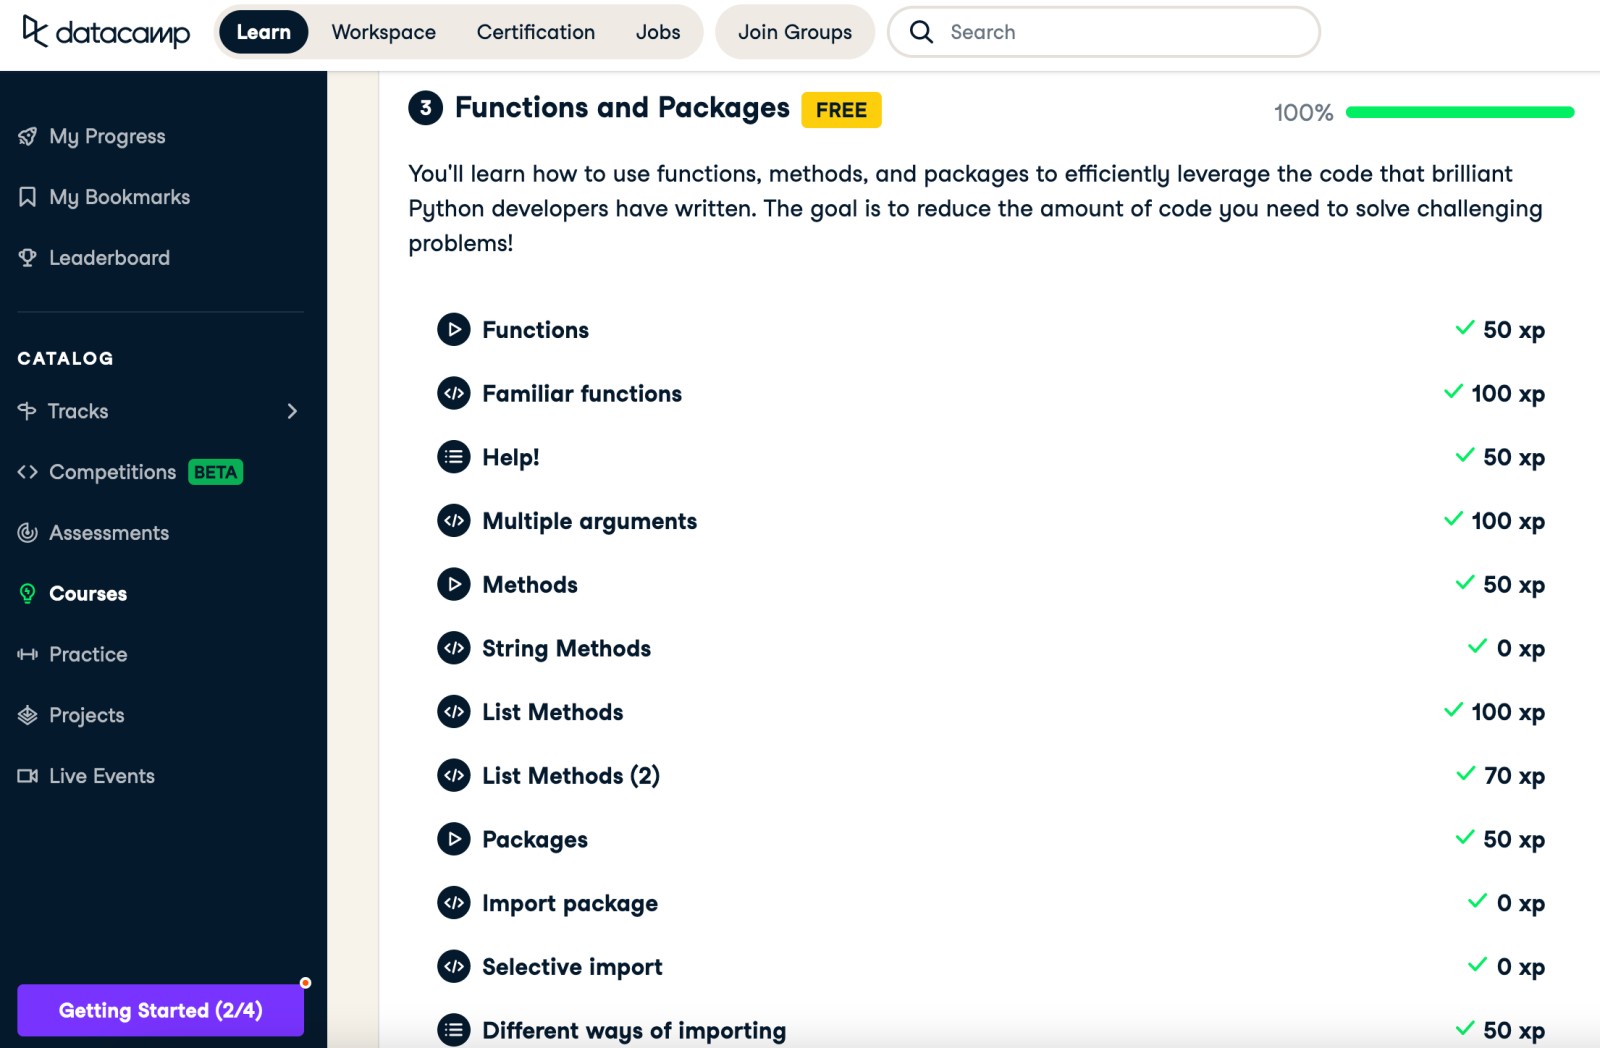 datacamp
Learn
Workspace
Certification
Jobs
Join Groups
Search
My Progress
My Bookmarks
Leaderboard
CATALOG
Tracks
Competitions BETA
Assessments
Courses
Practice
Projects
Live Events
Getting Started (2/4)
3 Functions and Packages FREE
100%
You'll learn how to use functions, methods, and packages to efficiently leverage the code that brilliant
Python developers have written. The goal is to reduce the amount of code you need to solve challenging
problems!
Functions 50 xp
Familiar functions 100 xp
Help! 50 xp
Multiple arguments 100 xp
Methods 50 xp
String Methods 0 xp
List Methods 100 xp
List Methods (2) 70 xp
Packages 50 xp
Import package 0 xp
Selective import 0 xp
Different ways of importing 50 xp